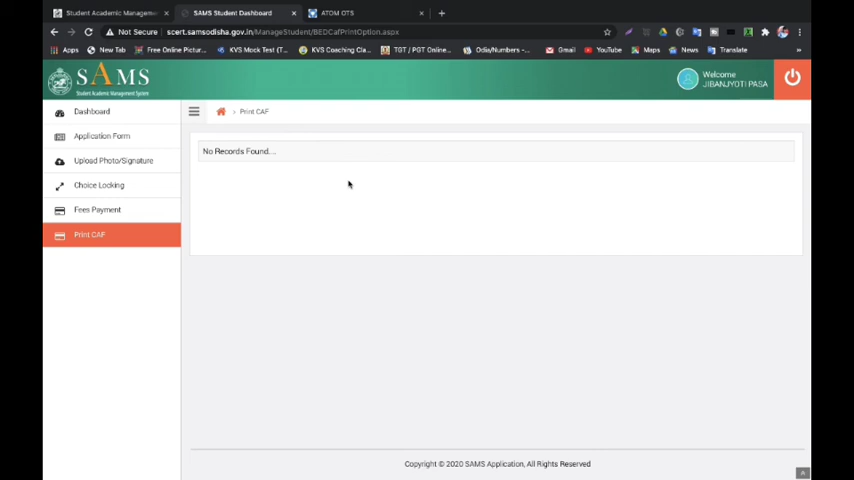 Student Academic Managem
SAMS Student Dashboard
ATOM OTS
Not Secure
scert.samsodisha.gov.in/ManageStudent/BEDCafPrintOption.aspx
Apps
New Tab
Free Online Pictur...
KVS Mock Test (T...
KVS Coaching Cla...
TGT / PGT Online...
Odia/Numbers -...
Gmail
YouTube
Maps
News
Translate
»
SAMS
Student Academic Management System
Welcome
JIBANJYOTI PASA
Dashboard
Application Form
Upload Photo/Signature
Choice Locking
Fees Payment
Print CAF
› Print CAF
No Records Found....
Copyright © 2020 SAMS Application, All Rights Reserved